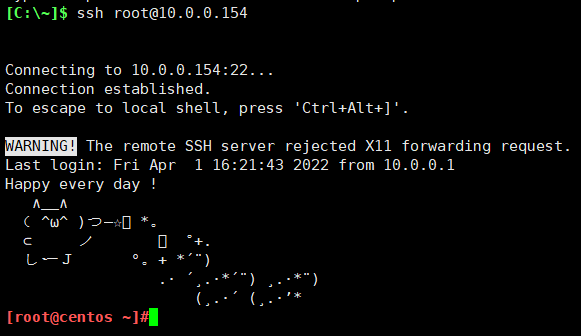 [C:\~]$ ssh root@10.0.0.154
Connecting to 10.0.0.154:22...
Connection established.
To escape to local shell, press 'Ctrl+Alt+]'.
WARNING! The remote SSH server rejected X11 forwarding request.
Last login: Fri Apr  1 16:21:43 2022 from 10.0.0.1
Happy every day !
   ∧__∧
  ( ^ω^ )つ━☆ *。
  ⊂     ノ        ゜+.
  し-ーJ       °。+ *´¨)
                 .· ´¸.·*´¨) ¸.·*¨)
                     (¸.·´ (¸.·’*
[root@centos ~]#